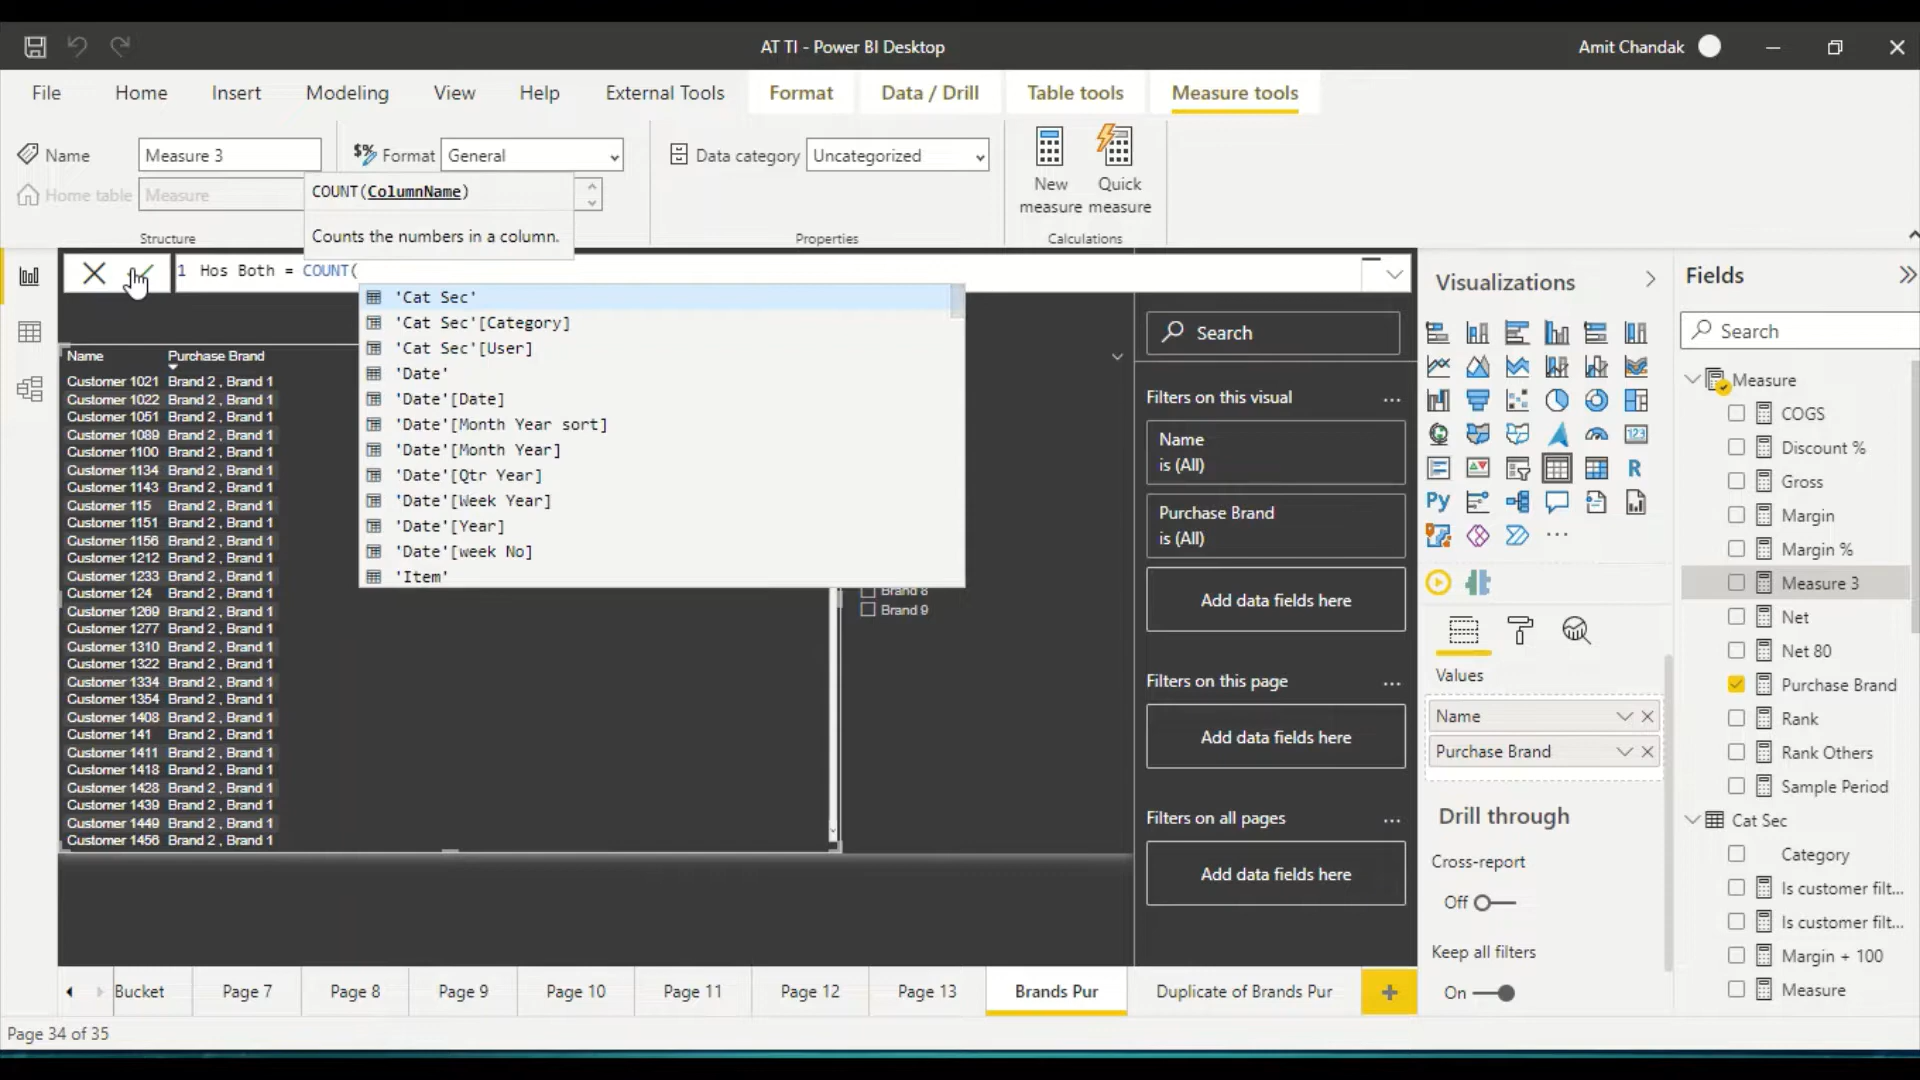 AT TI - Power BI Desktop
Amit Chandak
File
Home
Insert
Modeling
View
Help
External Tools
Format
Data / Drill
Table tools
Measure tools
Name
Measure 3
Format
General
Data category
Uncategorized
New measure
Quick measure
Home table
Measure
COUNT(ColumnName)
Counts the numbers in a column.
Structure
Properties
Calculations
1 Hos Both = COUNT(
'Cat Sec'
'Cat Sec'[Category]
'Cat Sec'[User]
'Date'
'Date'[Date]
'Date'[Month Year sort]
'Date'[Month Year]
'Date'[Qtr Year]
'Date'[Week Year]
'Date'[Year]
'Date'[week No]
'Item'
Name Purchase Brand
Customer 1021 Brand 2 , Brand 1
Customer 1022 Brand 2 , Brand 1
Customer 1051 Brand 2 , Brand 1
Customer 1089 Brand 2 , Brand 1
Customer 1100 Brand 2 , Brand 1
Customer 1134 Brand 2 , Brand 1
Customer 1143 Brand 2 , Brand 1
Customer 115 Brand 2 , Brand 1
Customer 1151 Brand 2 , Brand 1
Customer 1156 Brand 2 , Brand 1
Customer 1212 Brand 2 , Brand 1
Customer 1233 Brand 2 , Brand 1
Customer 124 Brand 2 , Brand 1
Customer 1269 Brand 2 , Brand 1
Customer 1277 Brand 2 , Brand 1
Customer 1310 Brand 2 , Brand 1
Customer 1322 Brand 2 , Brand 1
Customer 1334 Brand 2 , Brand 1
Customer 1354 Brand 2 , Brand 1
Customer 1408 Brand 2 , Brand 1
Customer 141 Brand 2 , Brand 1
Customer 1411 Brand 2 , Brand 1
Customer 1418 Brand 2 , Brand 1
Customer 1428 Brand 2 , Brand 1
Customer 1439 Brand 2 , Brand 1
Customer 1449 Brand 2 , Brand 1
Customer 1456 Brand 2 , Brand 1
Brand 8
Brand 9
Search
Filters on this visual ...
Name
is (All)
Purchase Brand
is (All)
Add data fields here
Filters on this page ...
Add data fields here
Filters on all pages ...
Add data fields here
Visualizations
123
R
Py
...
Values
Name
Purchase Brand
Drill through
Cross-report
Off
Keep all filters
On
Fields
Search
Measure
COGS
Discount %
Gross
Margin
Margin %
Measure 3
Net
Net 80
Purchase Brand
Rank
Rank Others
Sample Period
Cat Sec
Category
Is customer filt...
Is customer filt...
Margin + 100
Measure
Bucket
Page 7
Page 8
Page 9
Page 10
Page 11
Page 12
Page 13
Brands Pur
Duplicate of Brands Pur
+
Page 34 of 35